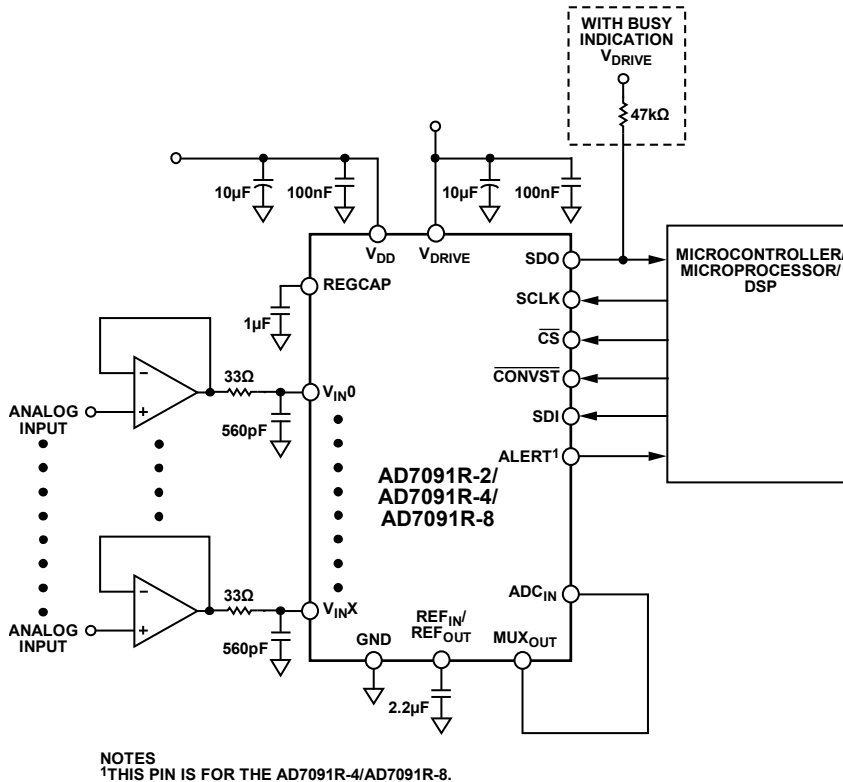 WITH BUSY
INDICATION
VDRIVE
47kΩ
10µF
100nF
10µF
100nF
VDD
VDRIVE
SDO
MICROCONTROLLER/
MICROPROCESSOR/
DSP
REGCAP
SCLK
1µF
CS
33Ω
VIN0
CONVST
ANALOG
INPUT
560pF
SDI
ALERT1
AD7091R-2/
AD7091R-4/
AD7091R-8
33Ω
VINX
ADCIN
ANALOG
INPUT
560pF
GND
REFIN/
REFOUT
MUXOUT
2.2µF
NOTES
1THIS PIN IS FOR THE AD7091R-4/AD7091R-8.